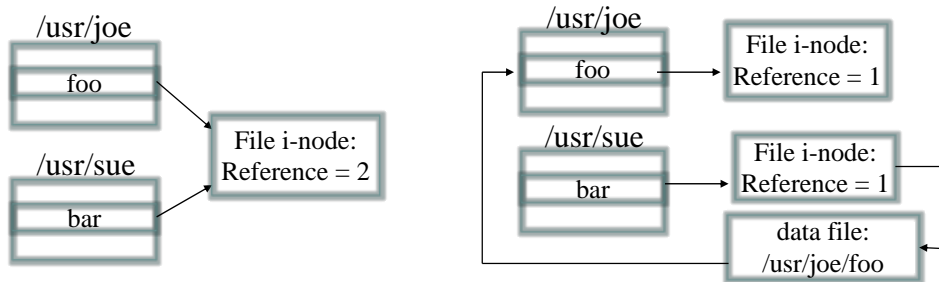 /usr/joe
foo
/usr/sue
bar
File i-node:
Reference = 2
/usr/joe
foo
File i-node:
Reference = 1
/usr/sue
bar
File i-node:
Reference = 1
data file:
/usr/joe/foo